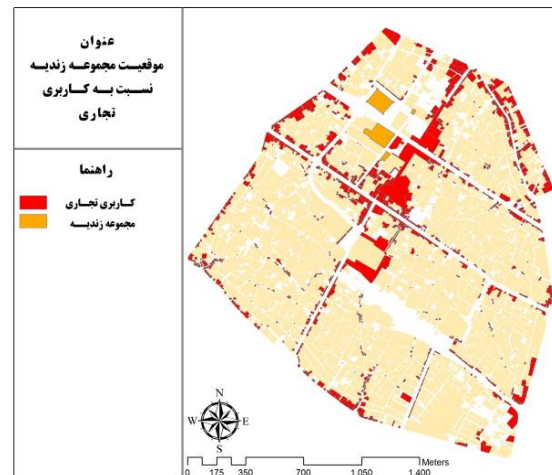 عنوان
موقعیت مجموعه زندیه
نسبت به کاربری
تجاری
راهنما
کاربری تجاری
مجموعه زندیه
N
W E
S
Meters
0 175 350 700 1.050 1.400